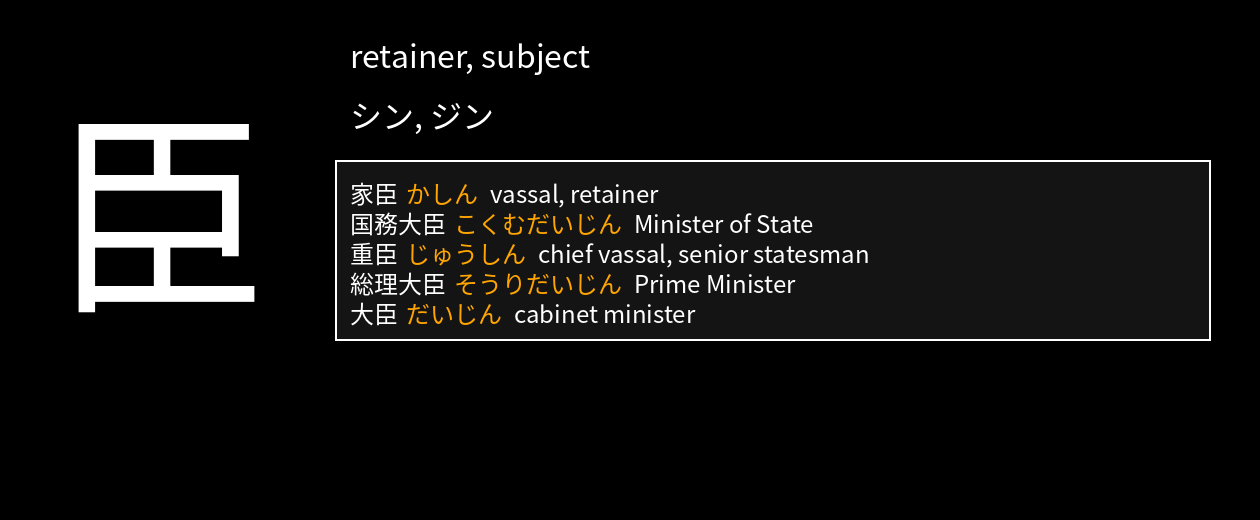 臣
retainer, subject
シン, ジン
家臣 かしん vassal, retainer
国務大臣 こくむだいじん Minister of State
重臣 じゅうしん chief vassal, senior statesman
総理大臣 そうりだいじん Prime Minister
大臣 だいじん cabinet minister